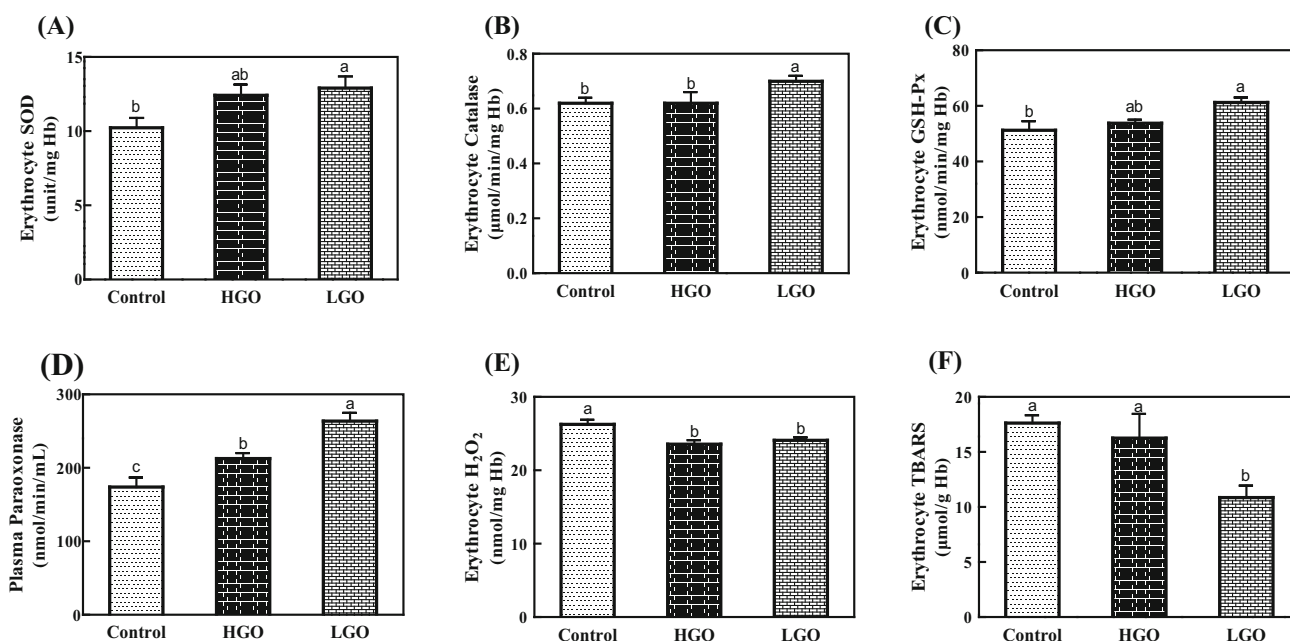 (A)
Erythrocyte SOD
(unit/mg Hb)
15
10
5
0
b
ab
a
Control HGO LGO
(B)
Erythrocyte Catalase
(μmol/min/mg Hb)
0.8
0.6
0.4
0.2
0.0
b
b
a
Control HGO LGO
(C)
Erythrocyte GSH-Px
(nmol/min/mg Hb)
80
60
40
20
0
b
ab
a
Control HGO LGO
(D)
Plasma Paraoxonase
(nmol/min/mL)
300
200
100
0
c
b
a
Control HGO LGO
(E)
Erythrocyte H2O2
(nmol/mg Hb)
30
20
10
0
a
b
b
Control HGO LGO
(F)
Erythrocyte TBARS
(μmol/g Hb)
20
15
10
5
0
a
a
b
Control HGO LGO